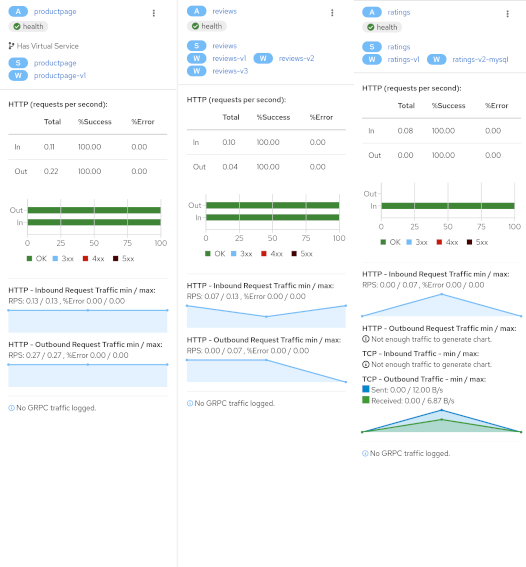 A productpage
health
Has Virtual Service
S productpage
W productpage-v1
HTTP (requests per second):
Total %Success %Error
In 0.11 100.00 0.00
Out 0.22 100.00 0.00
Out
In
0 25 50 75 100
OK 3xx 4xx 5xx
HTTP - Inbound Request Traffic min / max:
RPS: 0.13 / 0.13 , %Error 0.00 / 0.00
HTTP - Outbound Request Traffic min / max:
RPS: 0.27 / 0.27 , %Error 0.00 / 0.00
No GRPC traffic logged.
A reviews
health
S reviews
W reviews-v1 W reviews-v2
W reviews-v3
HTTP (requests per second):
Total %Success %Error
In 0.10 100.00 0.00
Out 0.04 100.00 0.00
Out
In
0 25 50 75 100
OK 3xx 4xx 5xx
HTTP - Inbound Request Traffic min / max:
RPS: 0.07 / 0.13 , %Error 0.00 / 0.00
HTTP - Outbound Request Traffic min / max:
RPS: 0.00 / 0.07 , %Error 0.00 / 0.00
No GRPC traffic logged.
A ratings
health
S ratings
W ratings-v1 W ratings-v2-mysql
HTTP (requests per second):
Total %Success %Error
In 0.08 100.00 0.00
Out 0.00 100.00 0.00
Out
In
0 25 50 75 100
OK 3xx 4xx 5xx
HTTP - Inbound Request Traffic min / max:
RPS: 0.00 / 0.07 , %Error 0.00 / 0.00
HTTP - Outbound Request Traffic min / max:
Not enough traffic to generate chart.
TCP - Inbound Traffic - min / max:
Not enough traffic to generate chart.
TCP - Outbound Traffic - min / max:
Sent: 0.00 / 12.00 B/s
Received: 0.00 / 6.87 B/s
No GRPC traffic logged.